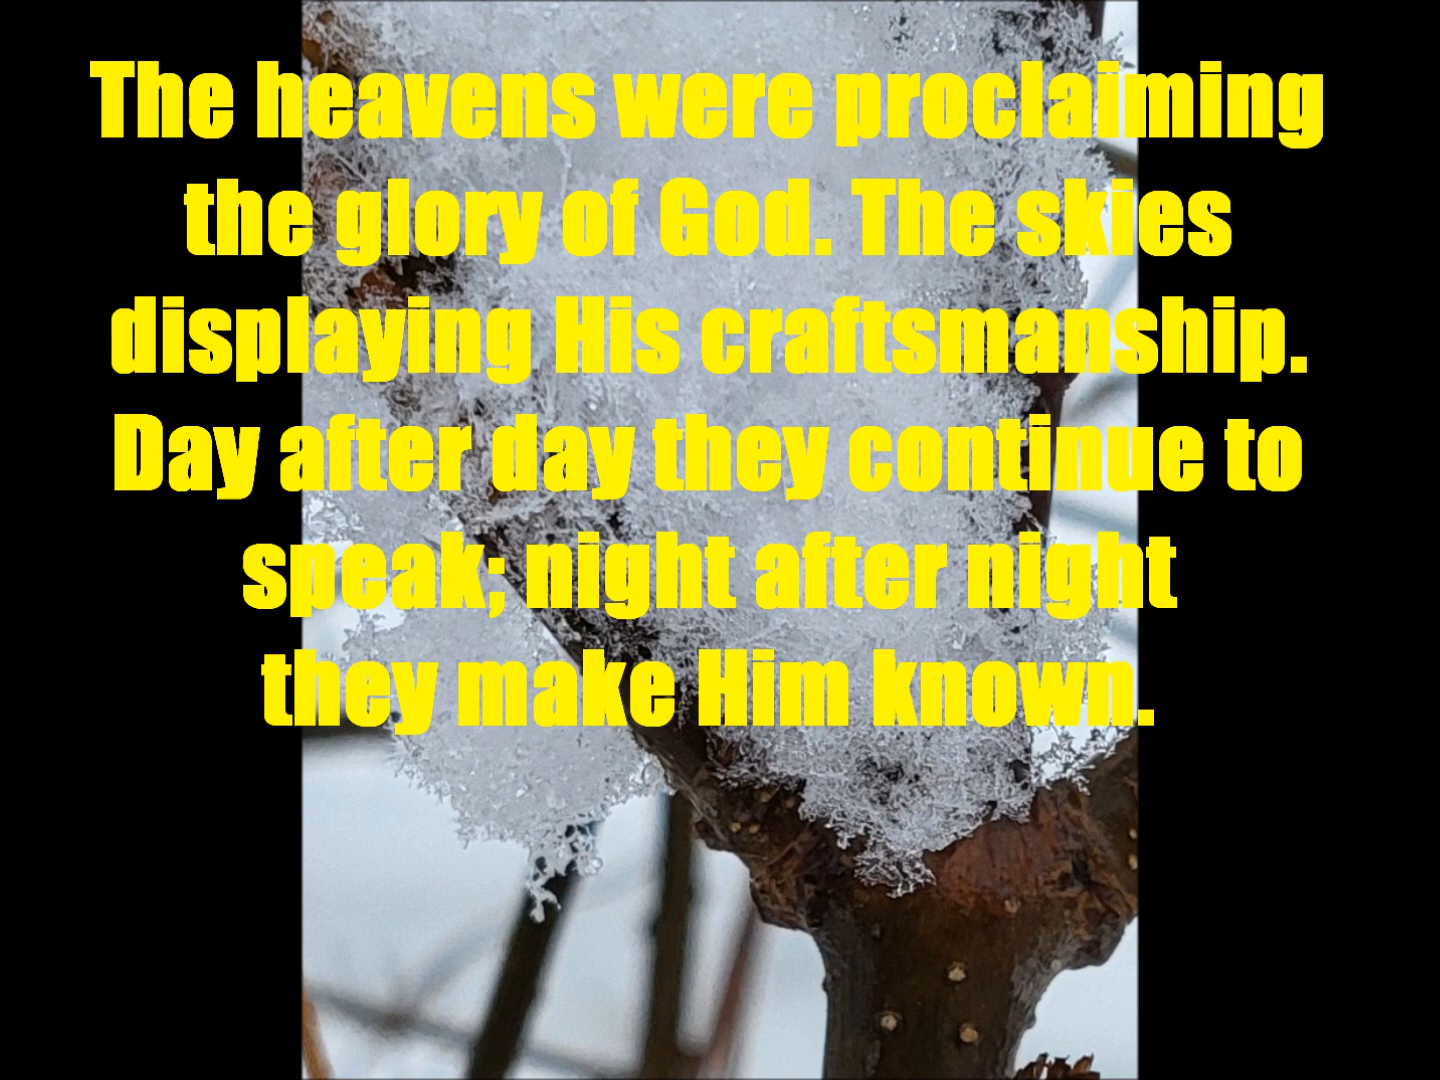 The heavens were proclaiming
the glory of God. The skies
displaying His craftsmanship.
Day after day they continue to
speak; night after night
they make Him known.